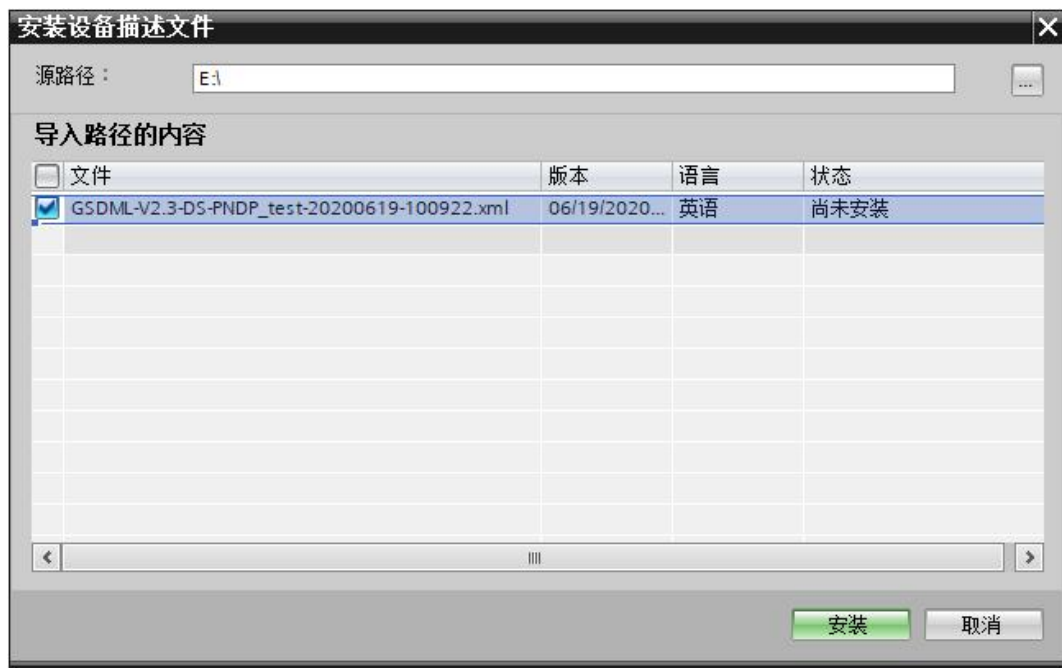 安装设备描述文件
源路径：
E:\
...
导入路径的内容
文件 版本 语言 状态
GSDML-V2.3-DS-PNDP_test-20200619-100922.xml 06/19/2020... 英语 尚未安装
安装 取消